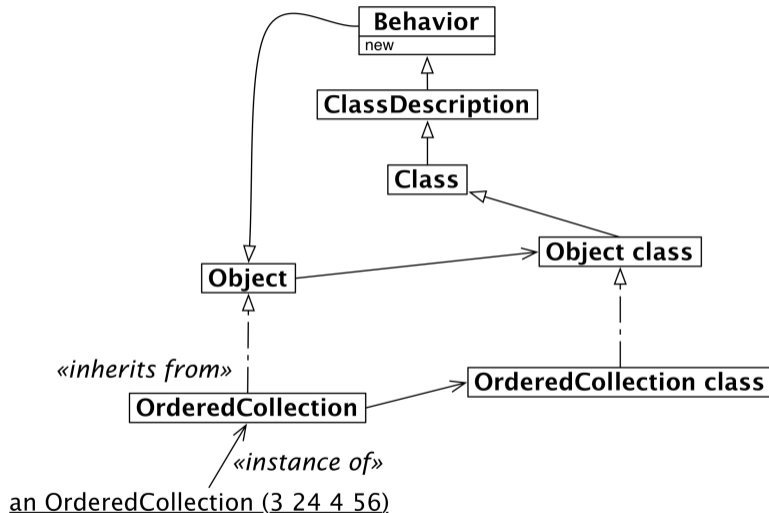 Behavior
new
ClassDescription
Class
Object class
Object
«inherits from»
OrderedCollection class
OrderedCollection
«instance of»
an OrderedCollection (3 24 4 56)